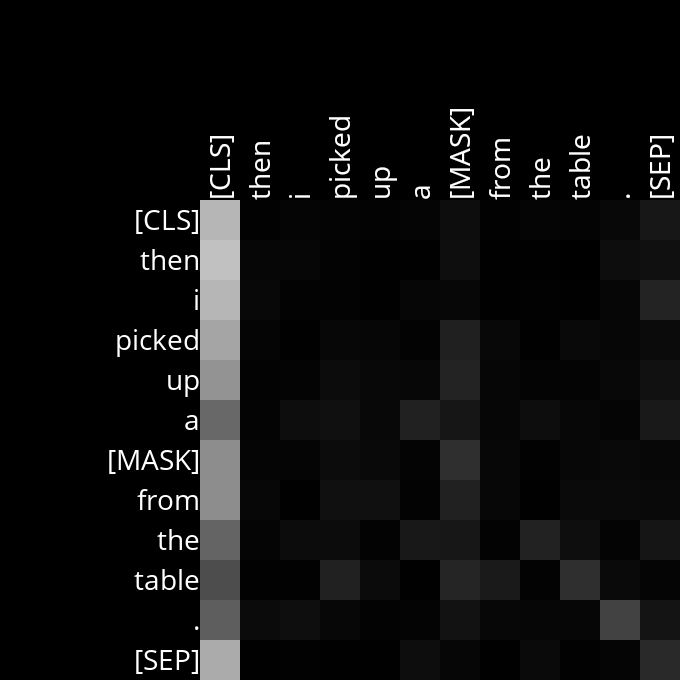 [CLS] then i picked up a [MASK] from the table . [SEP]
[CLS]
then
i
picked
up
a
[MASK]
from
the
table
.
[SEP]